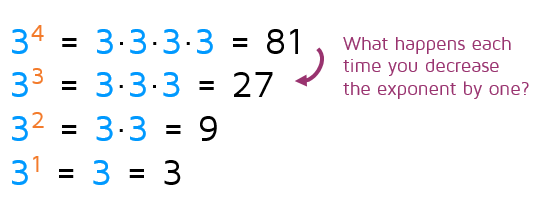 3⁴ = 3·3·3·3 = 81
3³ = 3·3·3 = 27
3² = 3·3 = 9
3¹ = 3 = 3
What happens each
time you decrease
the exponent by one?